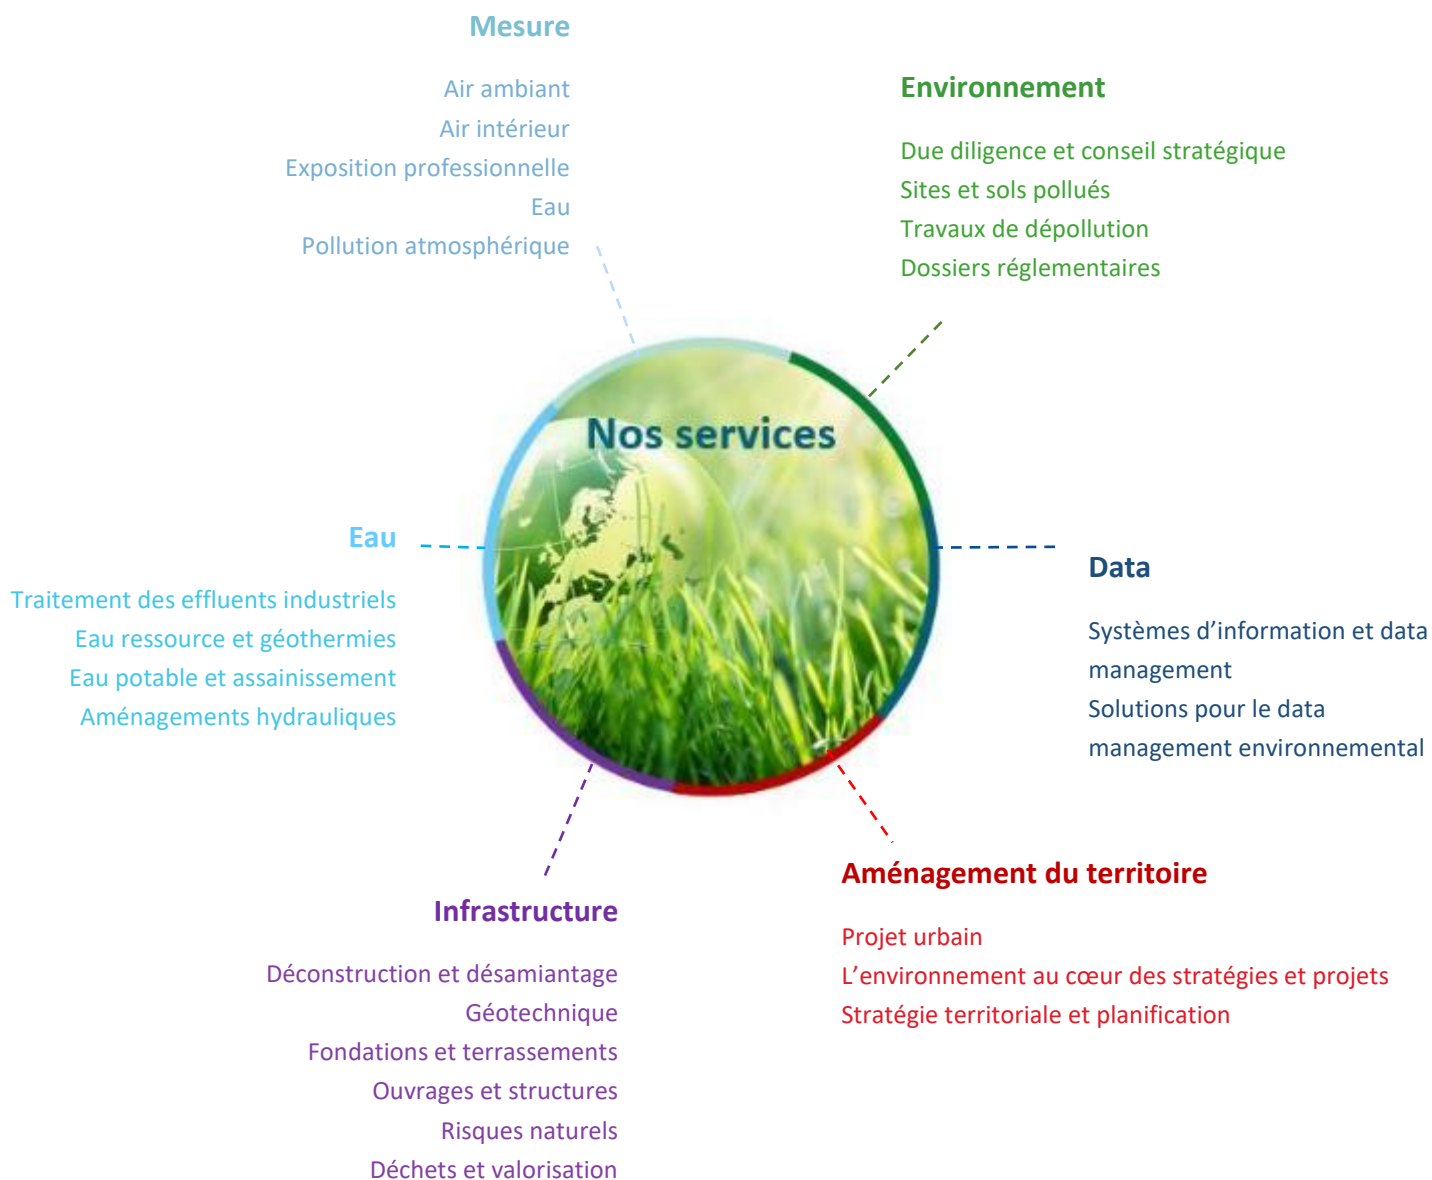 Mesure
Air ambiant
Air intérieur
Exposition professionnelle
Eau
Pollution atmosphérique
Environnement
Due diligence et conseil stratégique
Sites et sols pollués
Travaux de dépollution
Dossiers réglementaires
Nos services
Eau
Traitement des effluents industriels
Eau ressource et géothermies
Eau potable et assainissement
Aménagements hydrauliques
Data
Systèmes d’information et data
management
Solutions pour le data
management environnemental
Infrastructure
Déconstruction et désamiantage
Géotechnique
Fondations et terrassements
Ouvrages et structures
Risques naturels
Déchets et valorisation
Aménagement du territoire
Projet urbain
L’environnement au cœur des stratégies et projets
Stratégie territoriale et planification